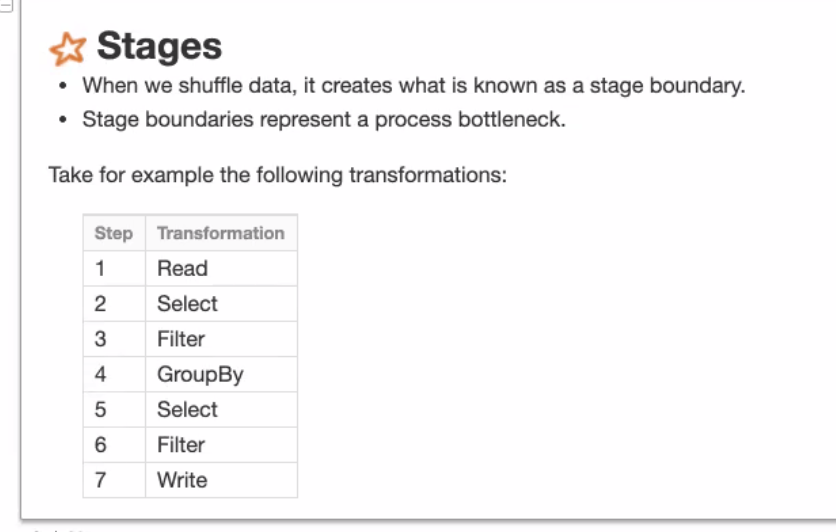 Stages
• When we shuffle data, it creates what is known as a stage boundary.
• Stage boundaries represent a process bottleneck.
Take for example the following transformations:
Step Transformation
1 Read
2 Select
3 Filter
4 GroupBy
5 Select
6 Filter
7 Write